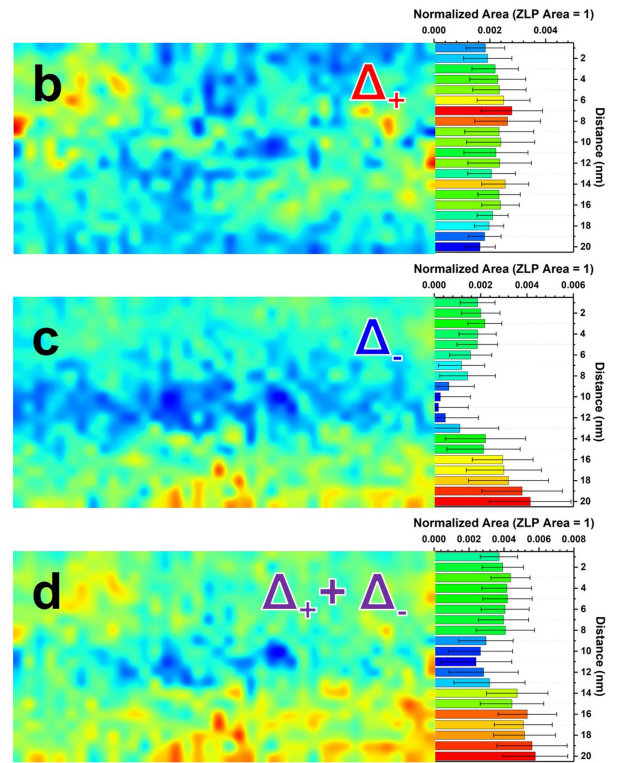 Normalized Area (ZLP Area = 1)
0.000 0.002 0.004
b
Δ+
2
4
6
8
10
12
14
16
18
20
Distance (nm)
Normalized Area (ZLP Area = 1)
0.000 0.002 0.004 0.006
c
Δ-
2
4
6
8
10
12
14
16
18
20
Distance (nm)
Normalized Area (ZLP Area = 1)
0.000 0.002 0.004 0.006 0.008
d
Δ+ + Δ-
2
4
6
8
10
12
14
16
18
20
Distance (nm)